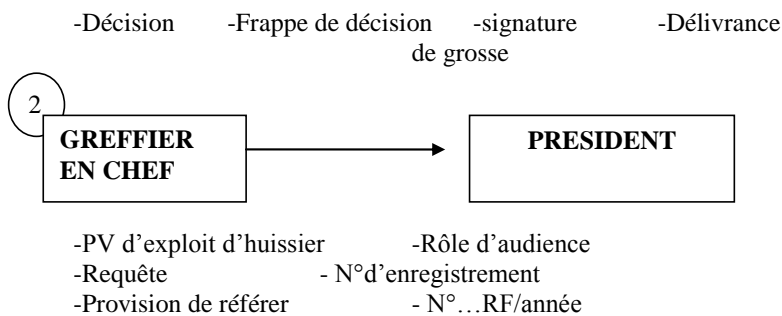 -Décision -Frappe de décision -signature -Délivrance
de grosse
2
GREFFIER
EN CHEF
PRESIDENT
-PV d’exploit d’huissier -Rôle d’audience
-Requête - N°d’enregistrement
-Provision de référer - N°…RF/année